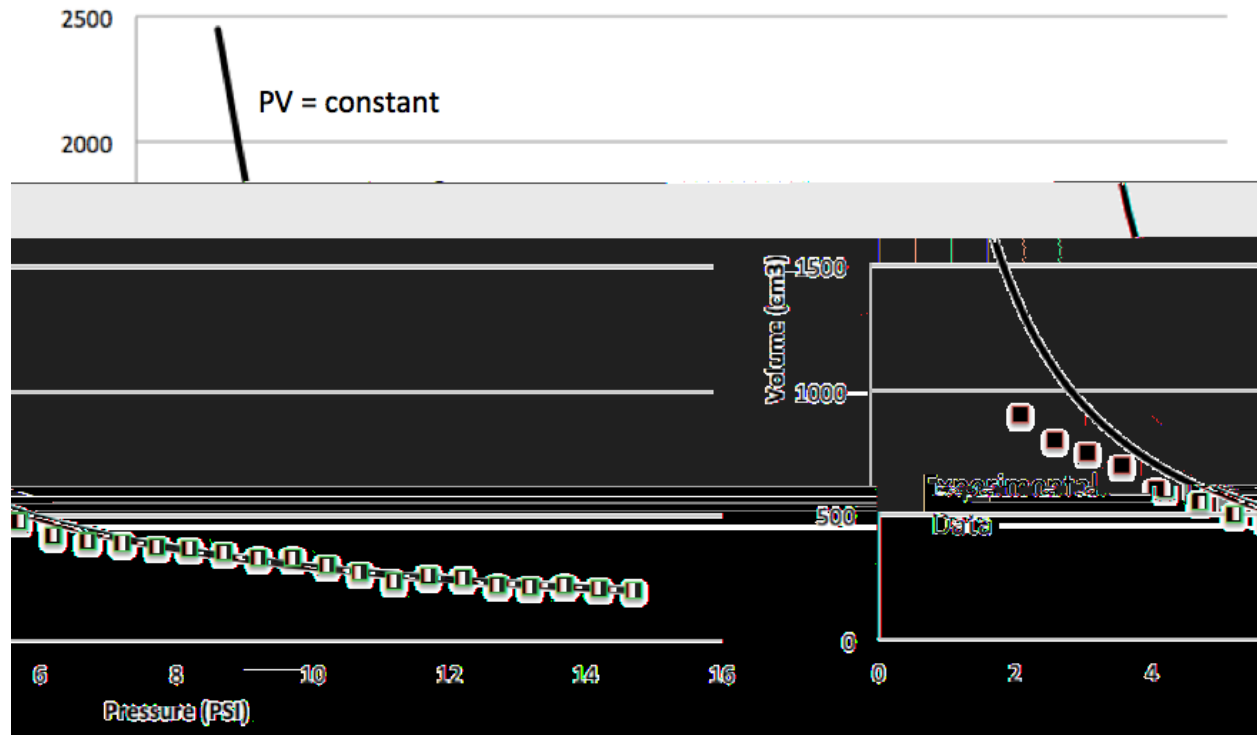 2500
PV = constant
2000
Volume (cm3)
1500
1000
Experimental
500
Data
0
6 8 10 12 14 16 0 2 4
Pressure (PSI)